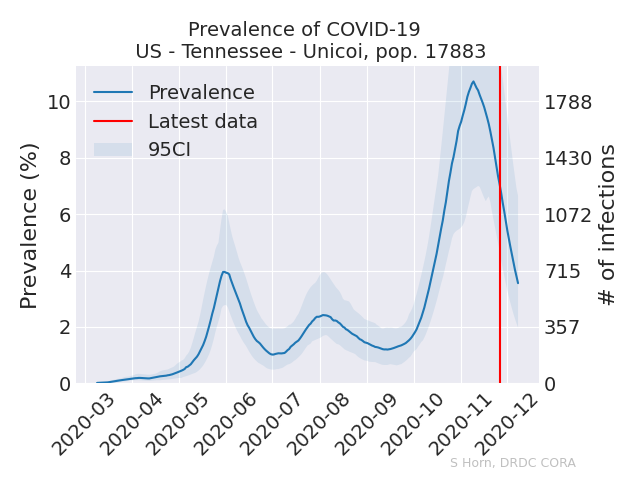 Prevalence of COVID-19
US - Tennessee - Unicoi, pop. 17883
Prevalence
Latest data
95CI
Prevalence (%)
10
8
6
4
2
0
1788
1430
1072
715
357
0
# of infections
2020-03
2020-04
2020-05
2020-06
2020-07
2020-08
2020-09
2020-10
2020-11
2020-12
S Horn, DRDC CORA